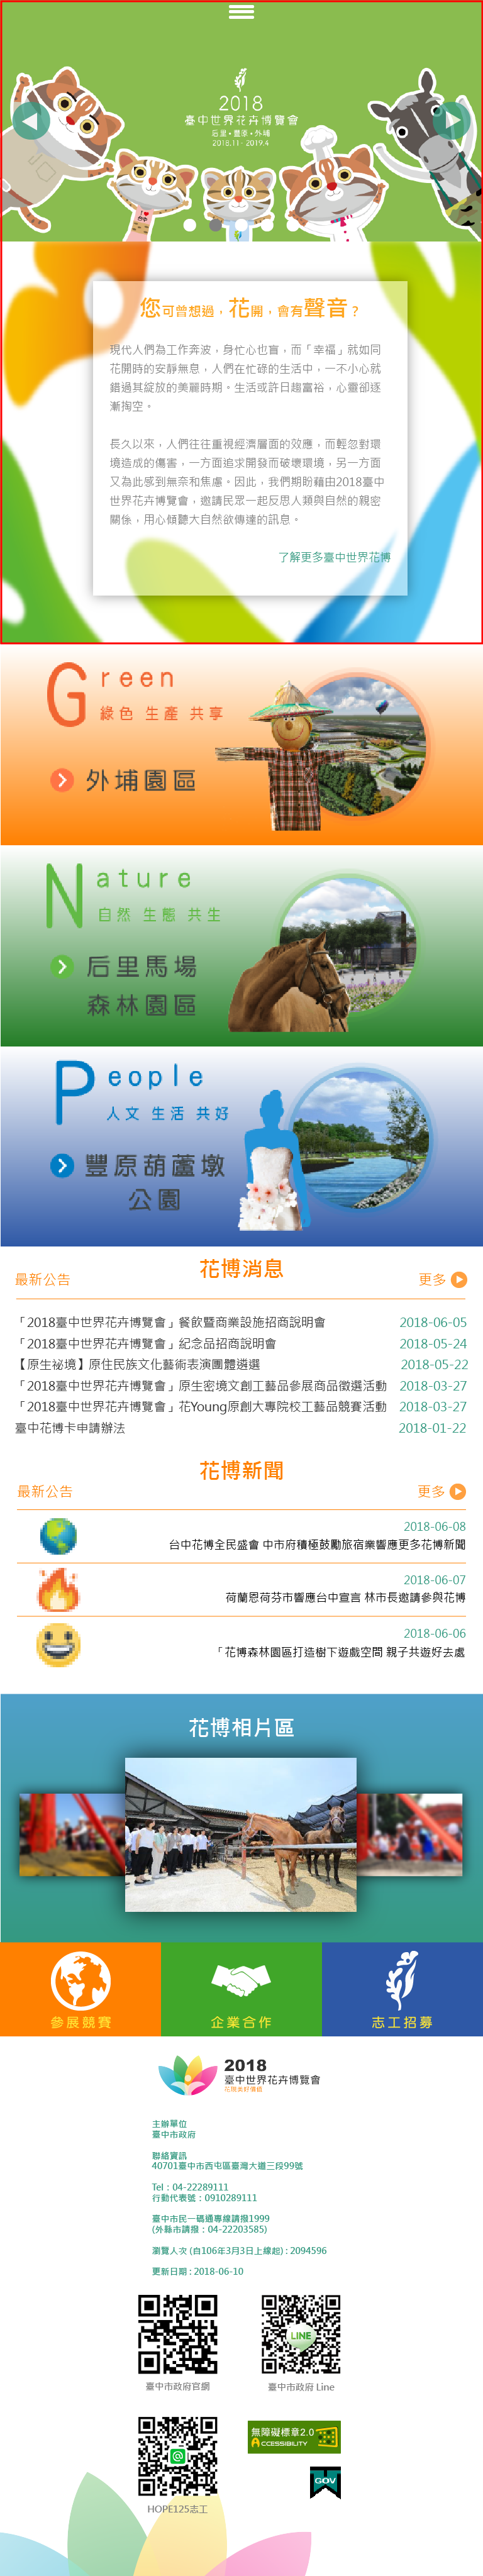 2018
臺中世界花卉博覽會
后里•豐原•外埔
2018.11 - 2019.4
您可曾想過，花開，會有聲音？
現代人們為工作奔波，身忙心也盲，而「幸福」就如同
花開時的安靜無息，人們在忙碌的生活中，一不小心就
錯過其綻放的美麗時期。生活或許日趨富裕，心靈卻逐
漸掏空。
長久以來，人們往往重視經濟層面的效應，而輕忽對環
境造成的傷害，一方面追求開發而破壞環境，另一方面
又為此感到無奈和焦慮。因此，我們期盼藉由2018臺中
世界花卉博覽會，邀請民眾一起反思人類與自然的親密
關係，用心傾聽大自然欲傳達的訊息。
了解更多臺中世界花博
Green
綠色 生產 共享
外埔園區
Nature
自然 生態 共生
后里馬場
森林園區
People
人文 生活 共好
豐原葫蘆墩
公園
花博消息
最新公告 更多
「2018臺中世界花卉博覽會」餐飲暨商業設施招商說明會 2018-06-05
「2018臺中世界花卉博覽會」紀念品招商說明會 2018-05-24
【原生祕境】原住民族文化藝術表演團體遴選 2018-05-22
「2018臺中世界花卉博覽會」原生密境文創工藝品參展商品徵選活動 2018-03-27
「2018臺中世界花卉博覽會」花Young原創大專院校工藝品競賽活動 2018-03-27
臺中花博卡申請辦法 2018-01-22
花博新聞
最新公告 更多
2018-06-08
台中花博全民盛會 中市府積極鼓勵旅宿業響應更多花博新聞
2018-06-07
荷蘭恩荷芬市響應台中宣言 林市長邀請參與花博
2018-06-06
「花博森林園區打造樹下遊戲空間 親子共遊好去處
花博相片區
參展競賽 企業合作 志工招募
2018
臺中世界花卉博覽會
花開美好價值
主辦單位
臺中市政府
聯絡資訊
40701臺中市西屯區臺灣大道三段99號
Tel：04-22289111
行動代表號：0910289111
臺中市民一碼通專線請撥1999
(外縣市請撥：04-22203585)
瀏覽人次 (自106年3月3日上線起) : 2094596
更新日期 : 2018-06-10
LINE
臺中市政府官網 臺中市政府 Line
無障礙標章2.0
ACCESSIBILITY
GOV
HOPE125志工